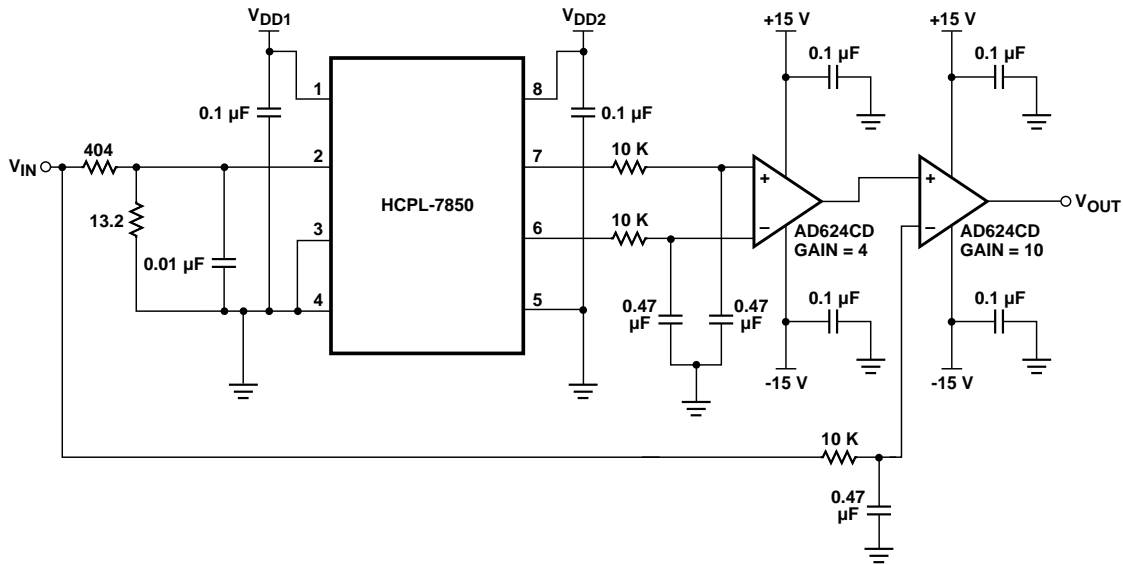 VDD1
VDD2
+15 V
+15 V
0.1 µF
0.1 µF
0.1 µF
0.1 µF
1
8
VIN
404
2
7
10 K
13.2
HCPL-7850
+
+
VOUT
3
6
10 K
−
−
AD624CD
GAIN = 4
AD624CD
GAIN = 10
0.01 µF
4
5
0.47
µF
0.47
µF
0.1 µF
0.1 µF
-15 V
-15 V
10 K
0.47
µF